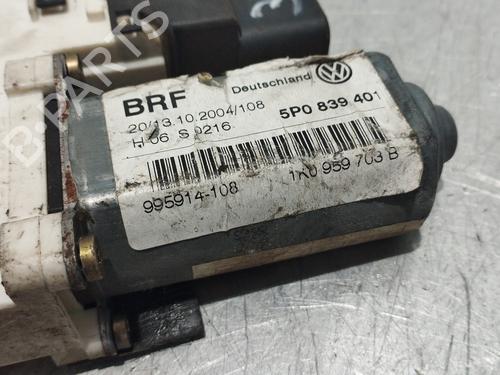 BRF
Deutschland
20/13.10.2004/108
5P0 839 401
H 06 S 0216
995914-108
1K0 959 703 B
B-PARTS